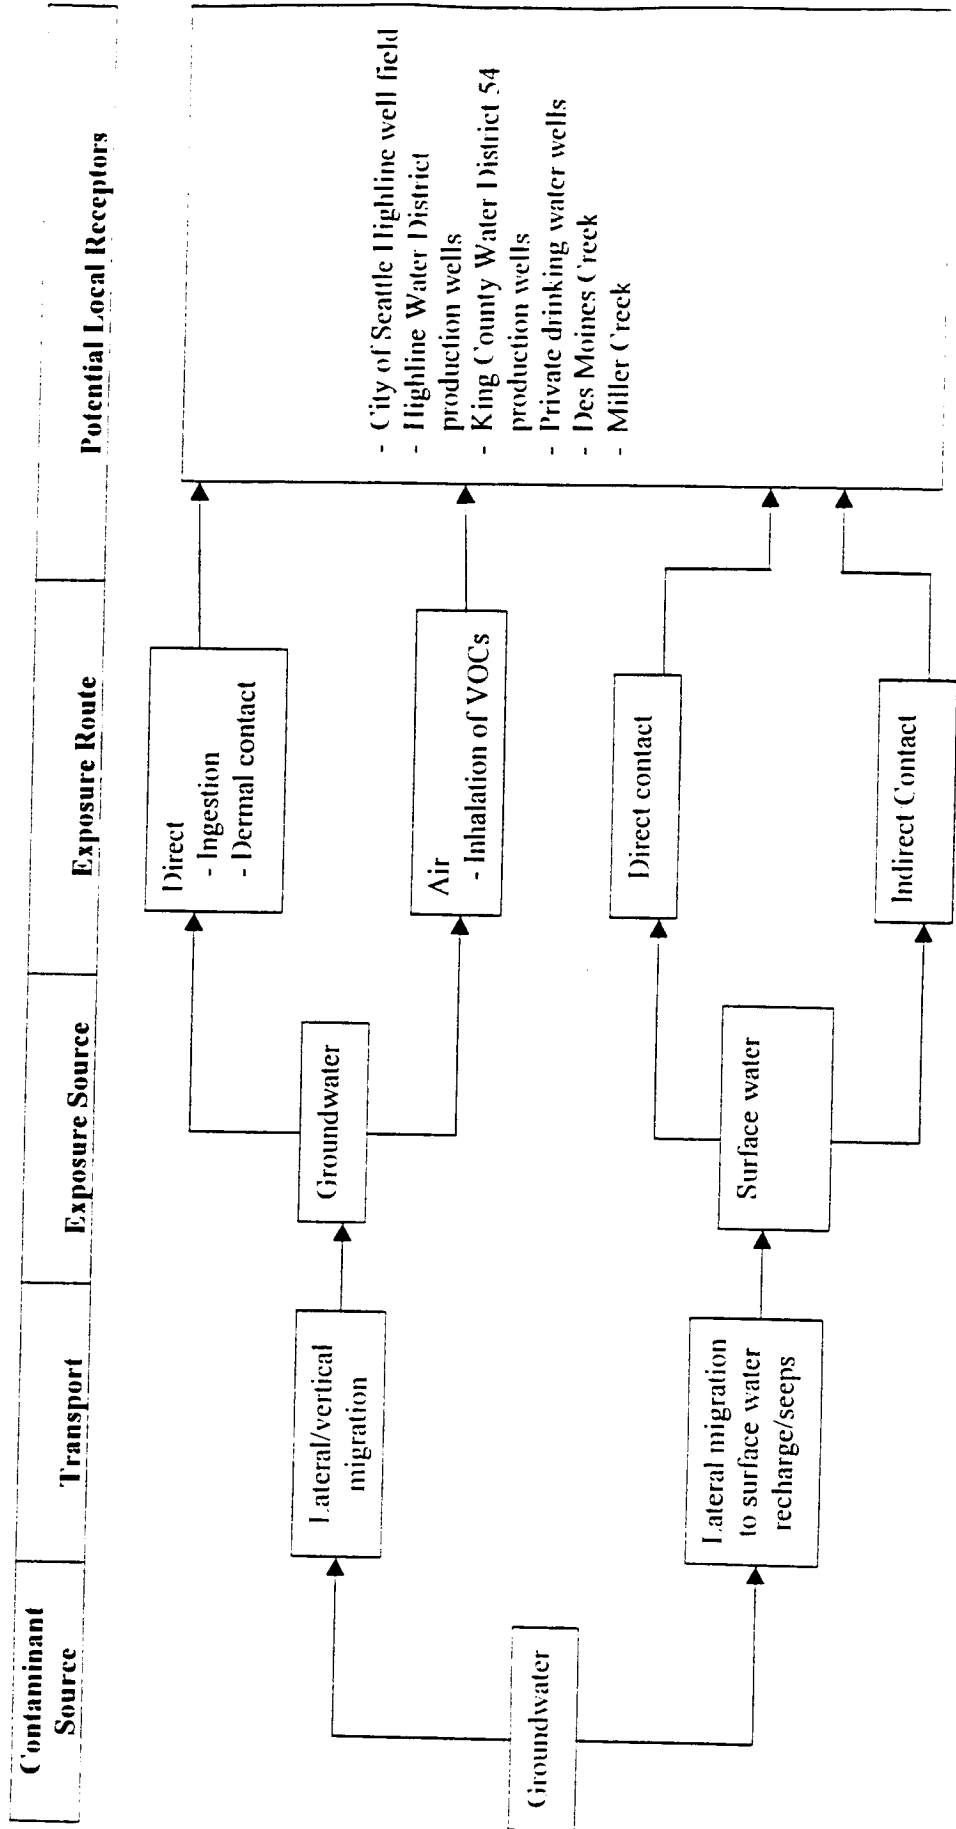 Contaminant
Source
Transport
Exposure Source
Exposure Route
Potential Local Receptors
Groundwater
Lateral/vertical
migration
Lateral migration
to surface water
recharge/seeps
Groundwater
Surface water
Direct
- Ingestion
- Dermal contact
Air
- Inhalation of VOCs
Direct contact
Indirect Contact
- City of Seattle Highline well field
- Highline Water District
production wells
- King County Water District 54
production wells
- Private drinking water wells
- Des Moines Creek
- Miller Creek